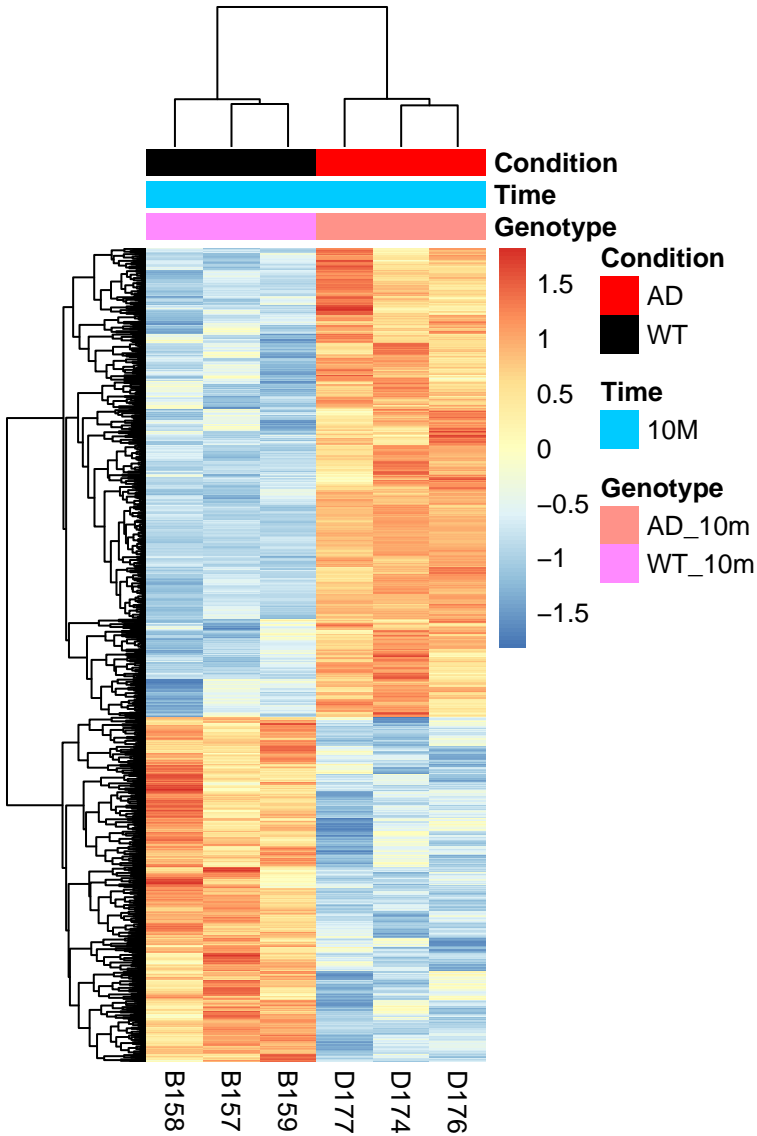 Condition
Time
Genotype
1.5
1
0.5
0
−0.5
−1
−1.5
Condition
AD
WT
Time
10M
Genotype
AD_10m
WT_10m
B158
B157
B159
D177
D174
D176